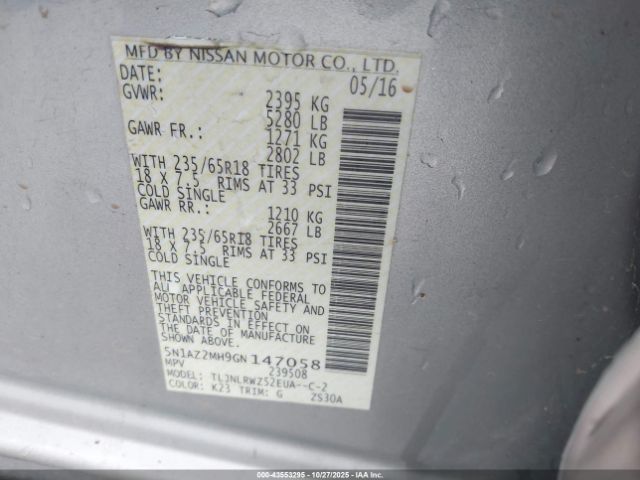 MFD BY NISSAN MOTOR CO., LTD.
DATE: 05/16
GVWR: 2395 KG
5280 LB
GAWR FR.: 1271 KG
2802 LB
WITH 235/65R18 TIRES
18 X 7.5 RIMS AT 33 PSI
COLD SINGLE
GAWR RR.: 1210 KG
2667 LB
WITH 235/65R18 TIRES
18 X 7.5 RIMS AT 33 PSI
COLD SINGLE
THIS VEHICLE CONFORMS TO
ALL APPLICABLE FEDERAL
MOTOR VEHICLE SAFETY AND
THEFT PREVENTION
STANDARDS IN EFFECT ON
THE DATE OF MANUFACTURE
SHOWN ABOVE.
5N1AZ2MH9GN147058
MPV 239508
MODEL: TLJNLRWZ52EUA--C-2
COLOR: K23 TRIM: G ZS30A
000-43553295 - 10/27/2025 - IAAI.COM